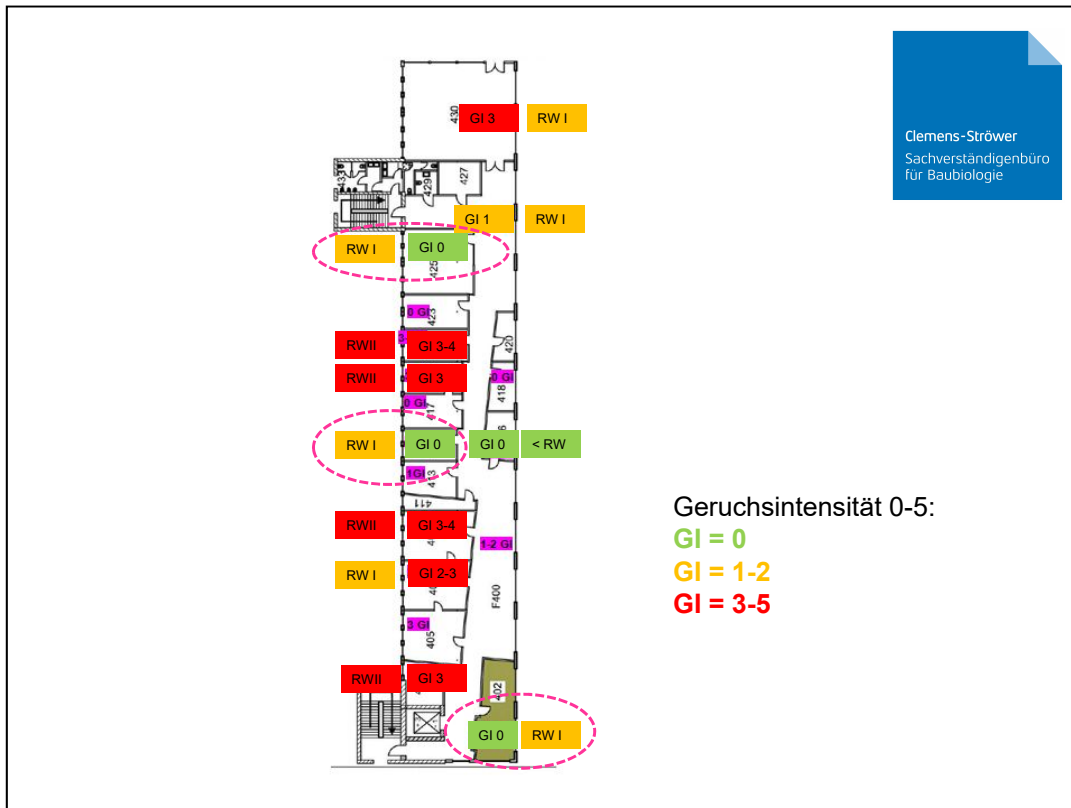 Clemens-Ströwer
Sachverständigenbüro
für Baubiologie
430
GI 3
RW I
433
429
427
GI 1
RW I
RW I
GI 0
425
0 GI
423
RWII
GI 3-4
420
RWII
GI 3
0 GI
418
0 GI
RW I
GI 0
GI 0
< RW
1GI
413
411
RWII
GI 3-4
1-2 GI
RW I
GI 2-3
F400
3 GI
405
RWII
GI 3
402
GI 0
RW I
Geruchsintensität 0-5:
GI = 0
GI = 1-2
GI = 3-5